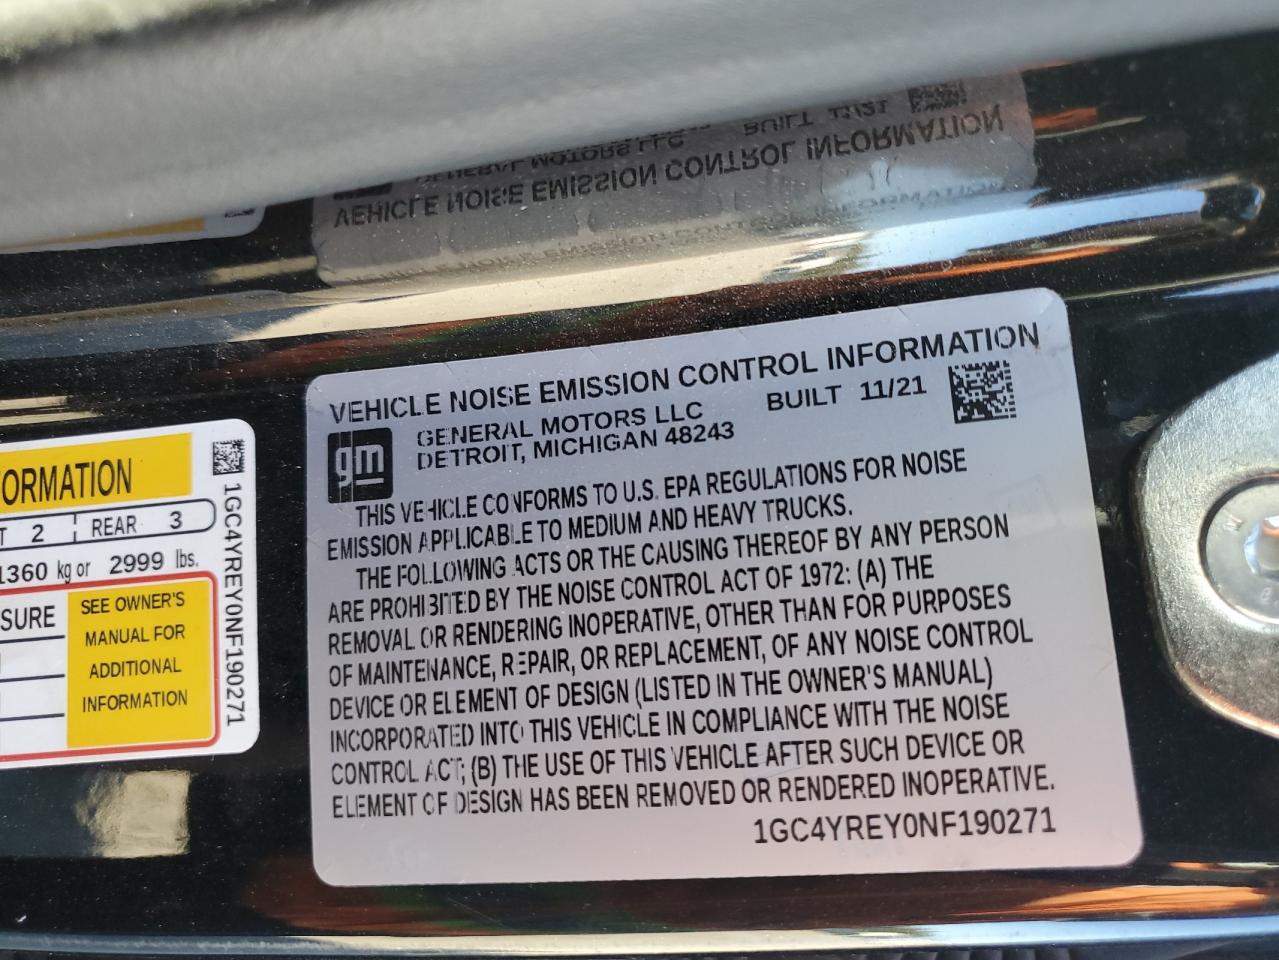 VEHICLE NOISE EMISSION CONTROL INFORMATION
gm
GENERAL MOTORS LLC
DETROIT, MICHIGAN 48243
BUILT 11/21
THIS VEHICLE CONFORMS TO U.S. EPA REGULATIONS FOR NOISE
EMISSION APPLICABLE TO MEDIUM AND HEAVY TRUCKS.
THE FOLLOWING ACTS OR THE CAUSING THEREOF BY ANY PERSON
ARE PROHIBITED BY THE NOISE CONTROL ACT OF 1972: (A) THE
REMOVAL OR RENDERING INOPERATIVE, OTHER THAN FOR PURPOSES
OF MAINTENANCE, REPAIR, OR REPLACEMENT, OF ANY NOISE CONTROL
DEVICE OR ELEMENT OF DESIGN (LISTED IN THE OWNER'S MANUAL)
INCORPORATED INTO THIS VEHICLE IN COMPLIANCE WITH THE NOISE
CONTROL ACT; (B) THE USE OF THIS VEHICLE AFTER SUCH DEVICE OR
ELEMENT OF DESIGN HAS BEEN REMOVED OR RENDERED INOPERATIVE.
1GC4YREY0NF190271
ORMATION
T 2 REAR 3
1360 kg or 2999 lbs.
SURE
SEE OWNER'S
MANUAL FOR
ADDITIONAL
INFORMATION
1GC4YREY0NF190271